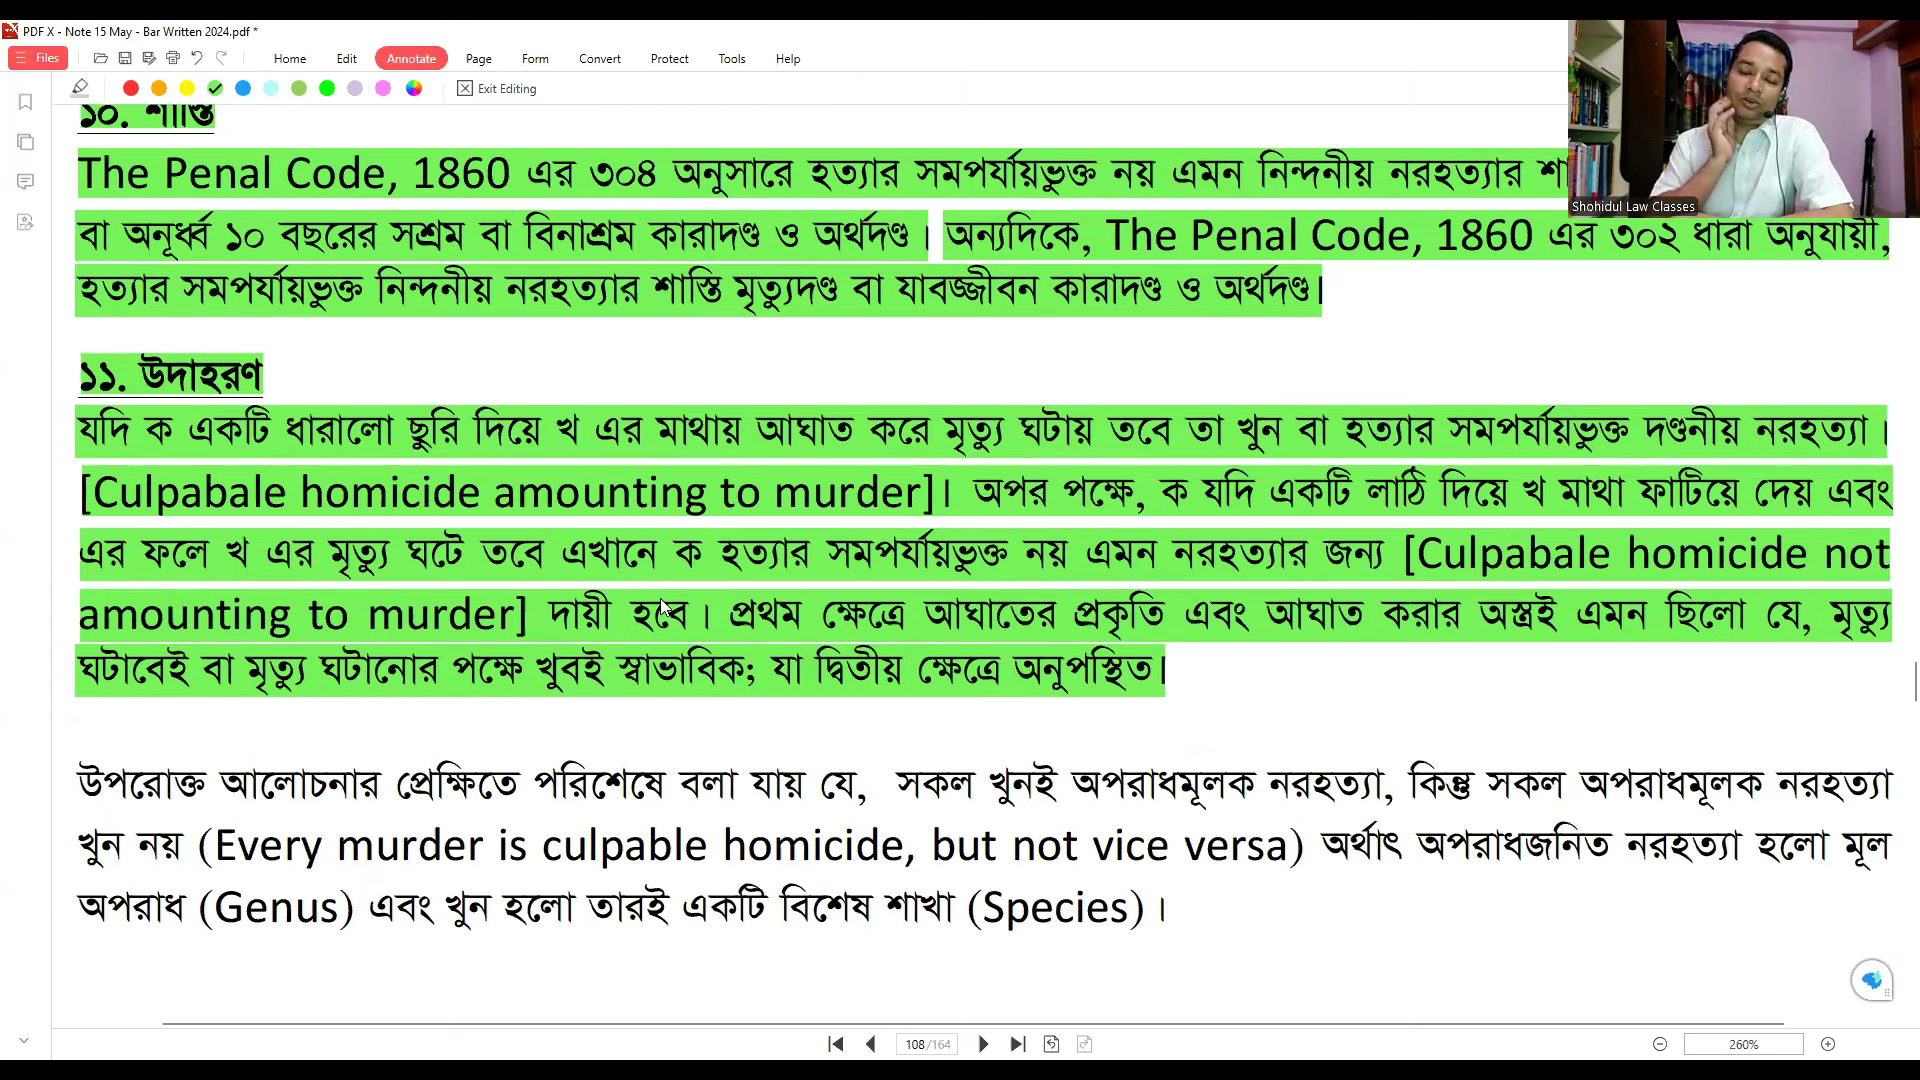 PDF X - Note 15 May - Bar Written 2024.pdf *
Files
Home Edit Annotate Page Form Convert Protect Tools Help
Exit Editing
Shohidul Law Classes
১০. শাস্তি
The Penal Code, 1860 এর ৩০৪ অনুসারে হত্যার সমপর্যায়ভুক্ত নয় এমন নিন্দনীয় নরহত্যার
বা অনূর্ধ্ব ১০ বছরের সশ্রম বা বিনাশ্রম কারাদণ্ড ও অর্থদণ্ড। অন্যদিকে, The Penal Code, 1860 এর ৩০২ ধারা অনুযায়ী,
হত্যার সমপর্যায়ভুক্ত নিন্দনীয় নরহত্যার শাস্তি মৃত্যুদণ্ড বা যাবজ্জীবন কারাদণ্ড ও অর্থদণ্ড।
১১. উদাহরণ
যদি ক একটি ধারালো ছুরি দিয়ে খ এর মাথায় আঘাত করে মৃত্যু ঘটায় তবে তা খুন বা হত্যার সমপর্যায়ভুক্ত দণ্ডনীয় নরহত্যা।
[Culpabale homicide amounting to murder]। অপর পক্ষে, ক যদি একটি লাঠি দিয়ে খ মাথা ফাটিয়ে দেয় এবং
এর ফলে খ এর মৃত্যু ঘটে তবে এখানে ক হত্যার সমপর্যায়ভুক্ত নয় এমন নরহত্যার জন্য [Culpabale homicide not
amounting to murder] দায়ী হবে। প্রথম ক্ষেত্রে আঘাতের প্রকৃতি এবং আঘাত করার অস্ত্রই এমন ছিলো যে, মৃত্যু
ঘটাবেই বা মৃত্যু ঘটানোর পক্ষে খুবই স্বাভাবিক; যা দ্বিতীয় ক্ষেত্রে অনুপস্থিত।
উপরোক্ত আলোচনার প্রেক্ষিতে পরিশেষে বলা যায় যে, সকল খুনই অপরাধমূলক নরহত্যা, কিন্তু সকল অপরাধমূলক নরহত্যা
খুন নয় (Every murder is culpable homicide, but not vice versa) অর্থাৎ অপরাধজনিত নরহত্যা হলো মূল
অপরাধ (Genus) এবং খুন হলো তারই একটি বিশেষ শাখা (Species)।
108 /164
260%